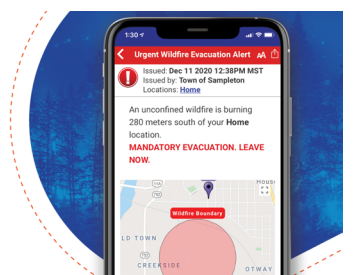 1:30
Urgent Wildfire Evacuation Alert AA
Issued: Dec 11 2020 12:38PM MST
Issued by: Town of Sampleton
Locations: Home
An unconfined wildfire is burning
280 meters south of your Home
location.
MANDATORY EVACUATION. LEAVE
NOW.
HOUS
Wildfire Boundary
LD TOWN
CREEKSIDE
OTWAY